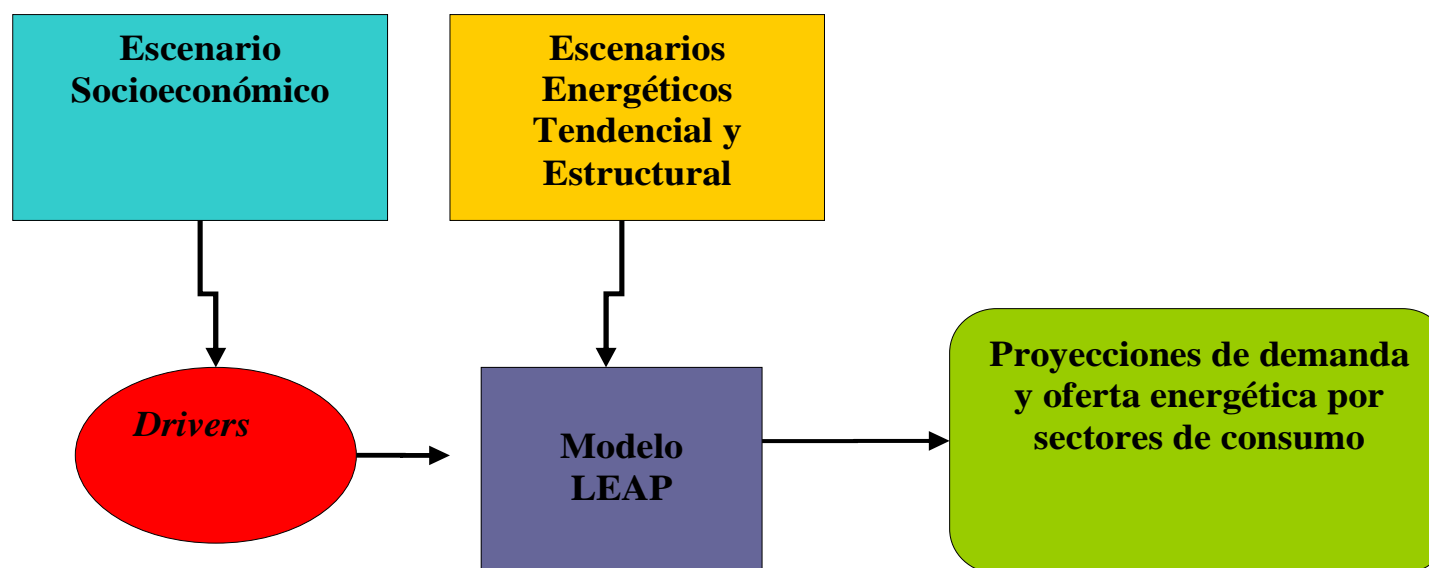 Escenario
Socioeconómico
Escenarios
Energéticos
Tendencial y
Estructural
Drivers
Modelo
LEAP
Proyecciones de demanda
y oferta energética por
sectores de consumo